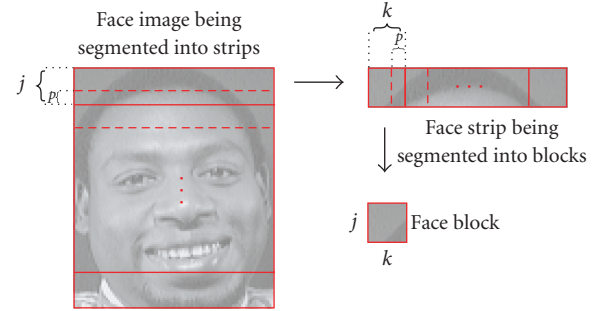 Face image being
segmented into strips
j
p
k
p
Face strip being
segmented into blocks
j
Face block
k